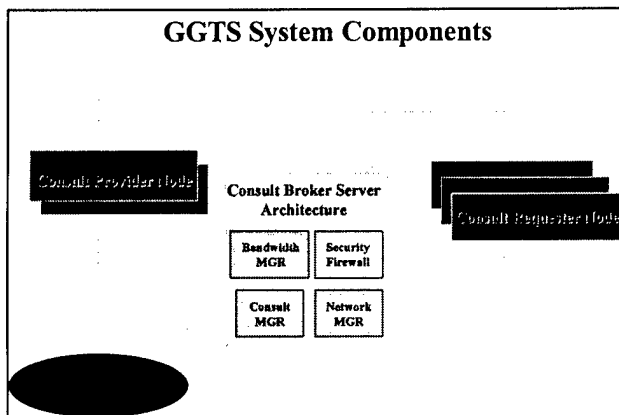 GGTS System Components
Consult Provider Node
Consult Requester Node
Consult Broker Server
Architecture
Bandwidth
MGR
Security
Firewall
Consult
MGR
Network
MGR